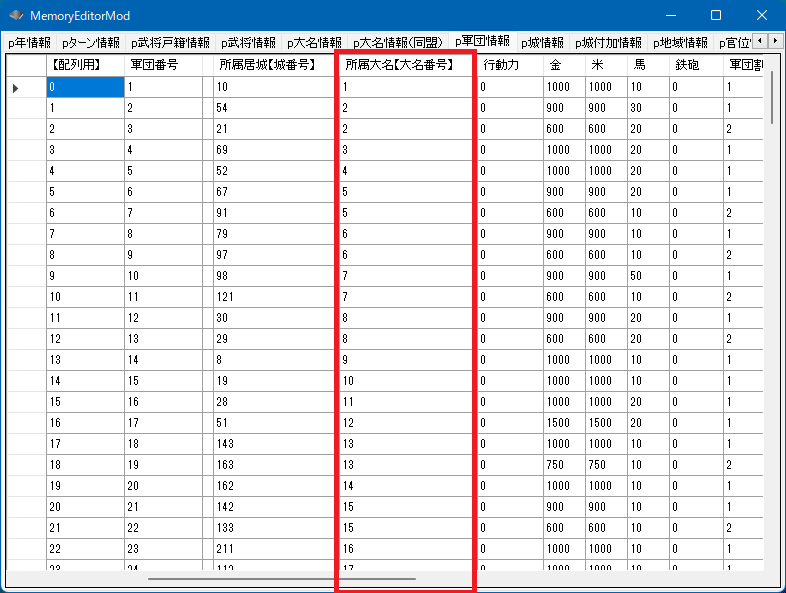 MemoryEditorMod
p年情報 pターン情報 p武将戸籍情報 p武将情報 p大名情報 p大名情報(同盟) p軍団情報 p城情報 p城付加情報 p地域情報 p官位
【配列用】 軍団番号 所属居城【城番号】 所属大名【大名番号】 行動力 金 米 馬 鉄砲 軍団割
0 1 10 1 0 1000 1000 10 0 1
1 2 54 2 0 900 900 30 0 1
2 3 21 2 0 600 600 20 0 2
3 4 69 3 0 1000 1000 20 0 1
4 5 52 4 0 1000 1000 20 0 1
5 6 67 5 0 900 900 20 0 1
6 7 91 5 0 600 600 10 0 2
7 8 79 6 0 900 900 10 0 1
8 9 97 6 0 600 600 10 0 2
9 10 98 7 0 900 900 50 0 1
10 11 121 7 0 600 600 10 0 2
11 12 30 8 0 900 900 20 0 1
12 13 29 8 0 600 600 20 0 2
13 14 8 9 0 1000 1000 10 0 1
14 15 19 10 0 1000 1000 10 0 1
15 16 28 11 0 1000 1000 20 0 1
16 17 51 12 0 1500 1500 20 0 1
17 18 143 13 0 1000 1000 10 0 1
18 19 163 13 0 750 750 10 0 2
19 20 162 14 0 1000 1000 10 0 1
20 21 142 15 0 900 900 10 0 1
21 22 133 15 0 600 600 10 0 2
22 23 211 16 0 1000 1000 10 0 1
23 24 17 0 1000 1000 10 0 1